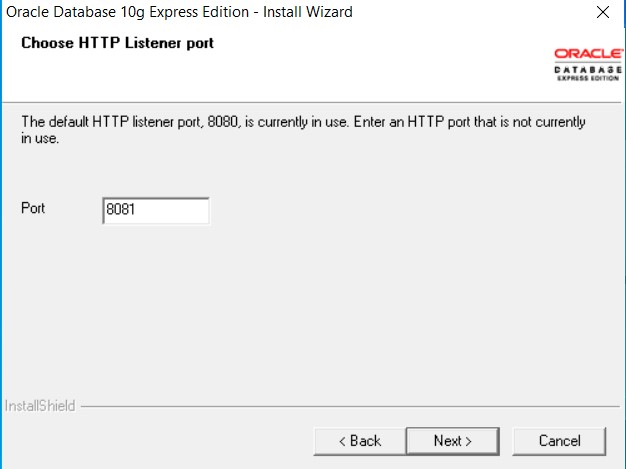 Oracle Database 10g Express Edition - Install Wizard
Choose HTTP Listener port
ORACLE
DATABASE
EXPRESS EDITION
The default HTTP listener port, 8080, is currently in use. Enter an HTTP port that is not currently
in use.
Port 8081
InstallShield
< Back Next > Cancel